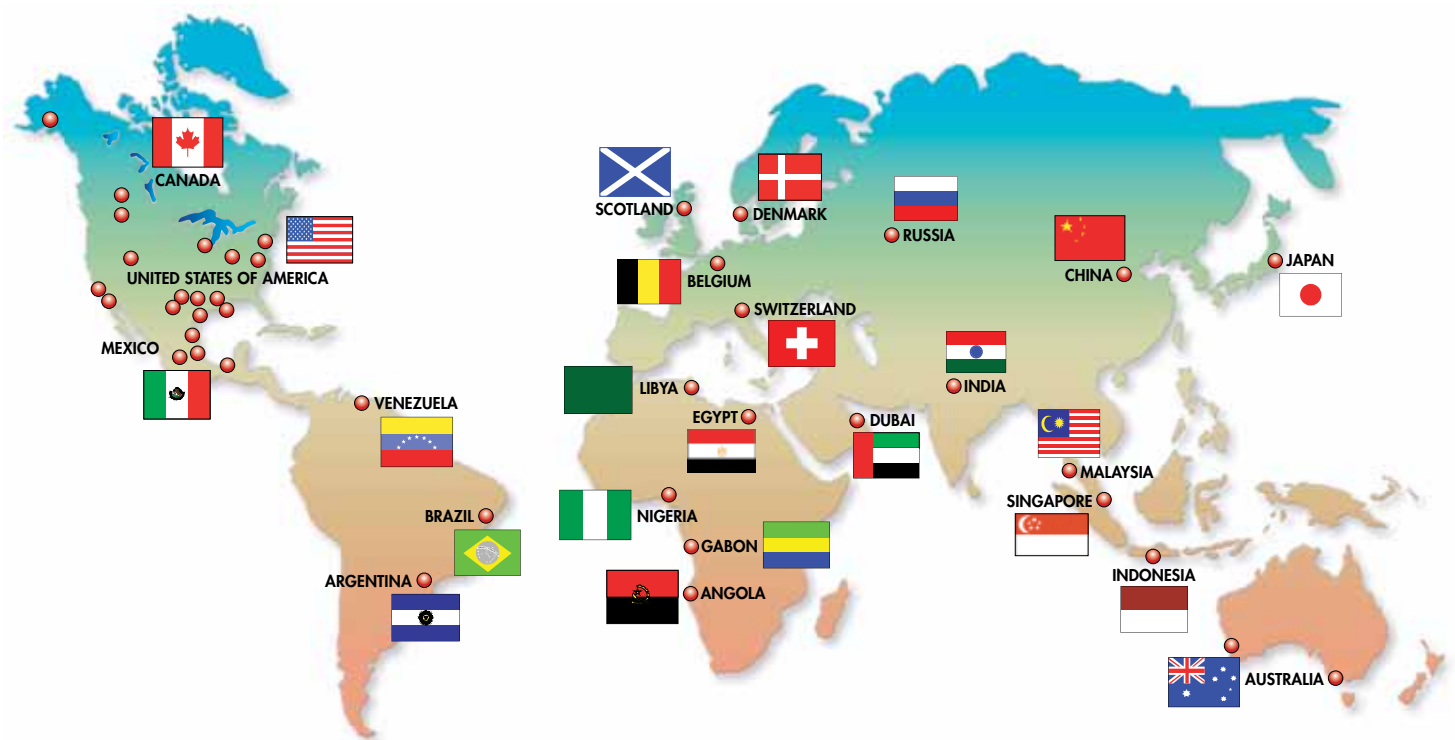 CANADA
SCOTLAND
DENMARK
RUSSIA
BELGIUM
JAPAN
CHINA
UNITED STATES OF AMERICA
SWITZERLAND
MEXICO
LIBYA
INDIA
VENEZUELA
EGYPT
DUBAI
MALAYSIA
SINGAPORE
BRAZIL
NIGERIA
GABON
INDONESIA
ARGENTINA
ANGOLA
AUSTRALIA